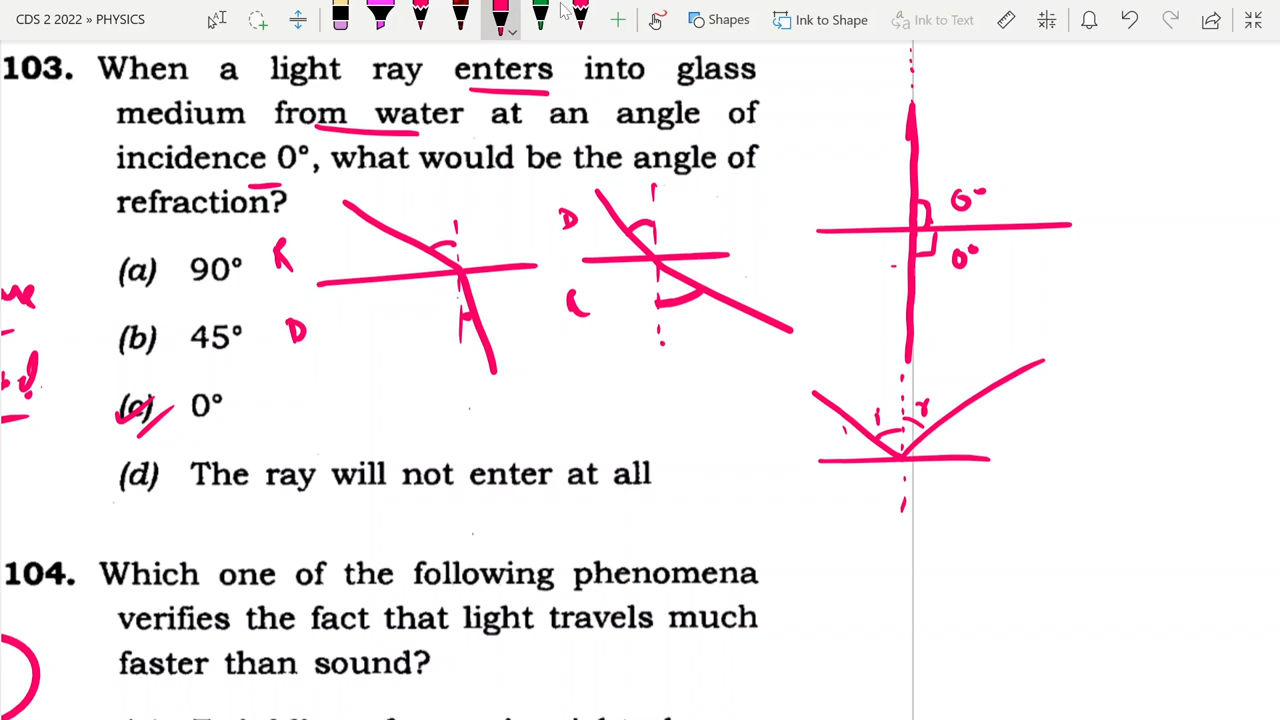 CDS 2 2022 » PHYSICS
Shapes
Ink to Shape
Ink to Text
103. When a light ray enters into glass
medium from water at an angle of
incidence 0°, what would be the angle of
refraction?
(a) 90°
(b) 45°
(c) 0°
(d) The ray will not enter at all
R
D
D
0°
0°
i
r
104. Which one of the following phenomena
verifies the fact that light travels much
faster than sound?